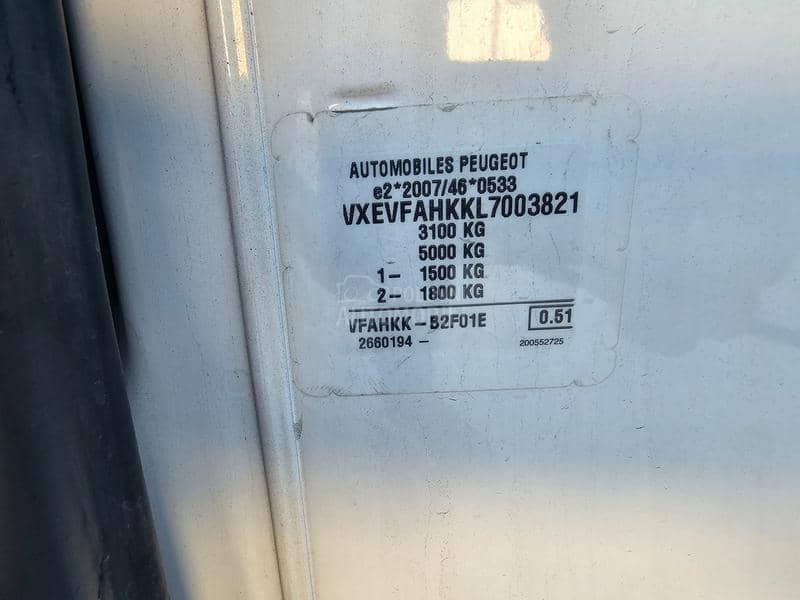 AUTOMOBILES PEUGEOT
e2*2007/46*0533
VXEVFAHKKL7003821
3100 KG
5000 KG
1- 1500 KG
2- 1800 KG
VFAHKK-B2F01E 0.51
2660194 - 200552725